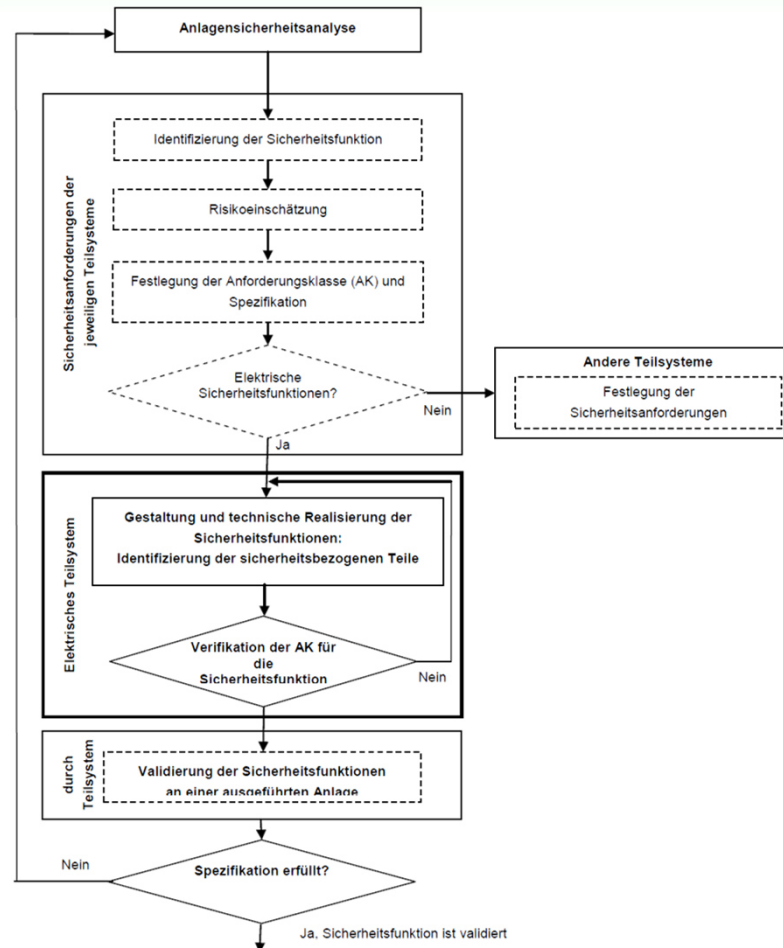 Anlagensicherheitsanalyse
Sicherheitsanforderungen der
jeweiligen Teilsysteme
Identifizierung der Sicherheitsfunktion
Risikoeinschätzung
Festlegung der Anforderungsklasse (AK) und
Spezifikation
Elektrische
Sicherheitsfunktionen?
Nein
Ja
Andere Teilsysteme
Festlegung der
Sicherheitsanforderungen
Elektrisches Teilsystem
Gestaltung und technische Realisierung der
Sicherheitsfunktionen:
Identifizierung der sicherheitsbezogenen Teile
Verifikation der AK für
die
Sicherheitsfunktion
Nein
durch
Teilsystem
Validierung der Sicherheitsfunktionen
an einer ausgeführten Anlage
Nein
Spezifikation erfüllt?
Ja, Sicherheitsfunktion ist validiert